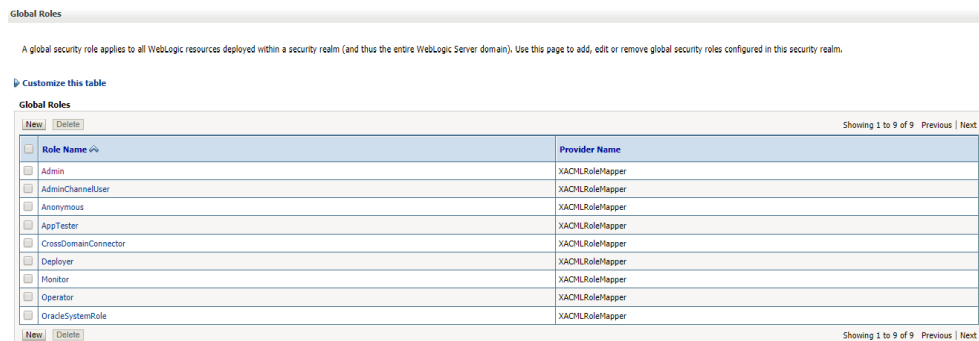 Global Roles
A global security role applies to all WebLogic resources deployed within a security realm (and thus the entire WebLogic Server domain). Use this page to add, edit or remove global security roles configured in this security realm.
Customize this table
Global Roles
New Delete Showing 1 to 9 of 9 Previous | Next
Role Name Provider Name
Admin XACMLRoleMapper
AdminChannelUser XACMLRoleMapper
Anonymous XACMLRoleMapper
AppTester XACMLRoleMapper
CrossDomainConnector XACMLRoleMapper
Deployer XACMLRoleMapper
Monitor XACMLRoleMapper
Operator XACMLRoleMapper
OracleSystemRole XACMLRoleMapper
New Delete Showing 1 to 9 of 9 Previous | Next